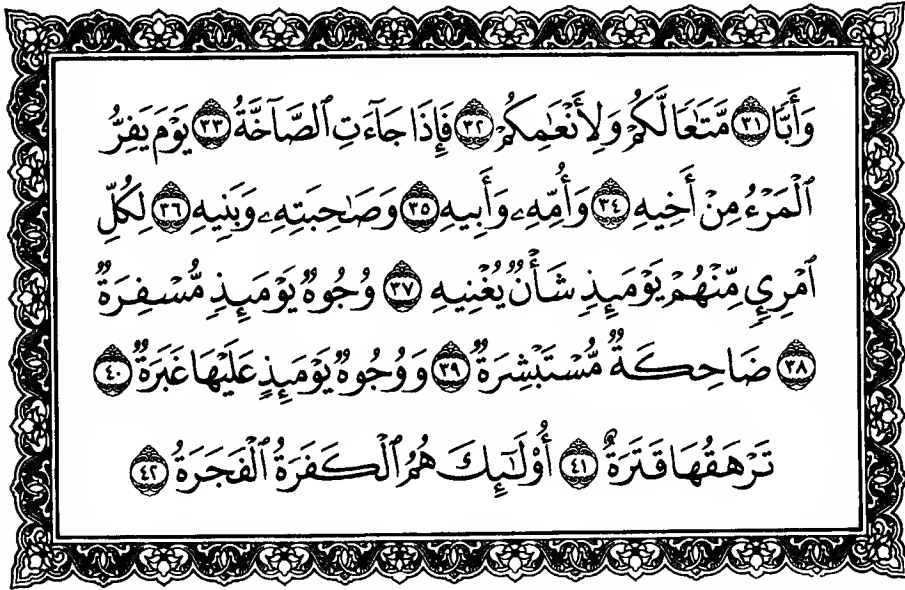 وَأَبًّا ٣١ مَّتَٰعًا لَّكُمْ وَلِأَنْعَٰمِكُمْ ٣٢ فَإِذَا جَآءَتِ ٱلصَّآخَّةُ ٣٣ يَوْمَ يَفِرُّ
ٱلْمَرْءُ مِنْ أَخِيهِ ٣٤ وَأُمِّهِۦ وَأَبِيهِ ٣٥ وَصَٰحِبَتِهِۦ وَبَنِيهِ ٣٦ لِكُلِّ
ٱمْرِئٍ مِّنْهُمْ يَوْمَئِذٍ شَأْنٌ يُغْنِيهِ ٣٧ وُجُوهٌ يَوْمَئِذٍ مُّسْفِرَةٌ
٣٨ ضَاحِكَةٌ مُّسْتَبْشِرَةٌ ٣٩ وَوُجُوهٌ يَوْمَئِذٍ عَلَيْهَا غَبَرَةٌ ٤٠
تَرْهَقُهَا قَتَرَةٌ ٤١ أُو۟لَٰٓئِكَ هُمُ ٱلْكَفَرَةُ ٱلْفَجَرَةُ ٤٢